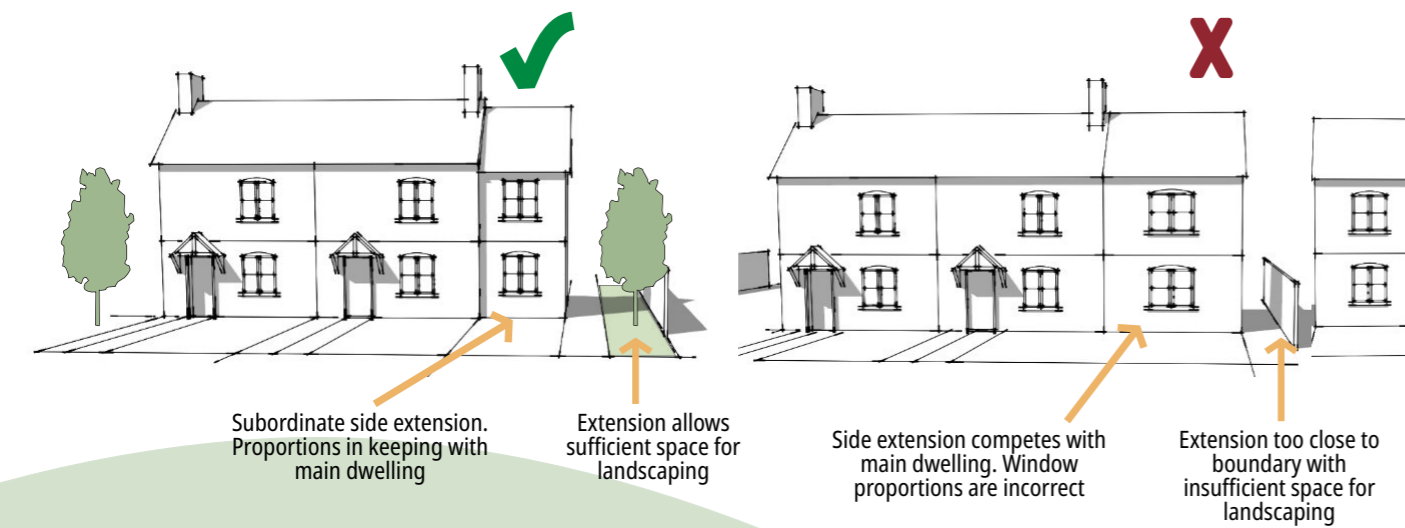 Subordinate side extension.
Proportions in keeping with
main dwelling
Extension allows
sufficient space for
landscaping
Side extension competes with
main dwelling. Window
proportions are incorrect
Extension too close to
boundary with
insufficient space for
landscaping